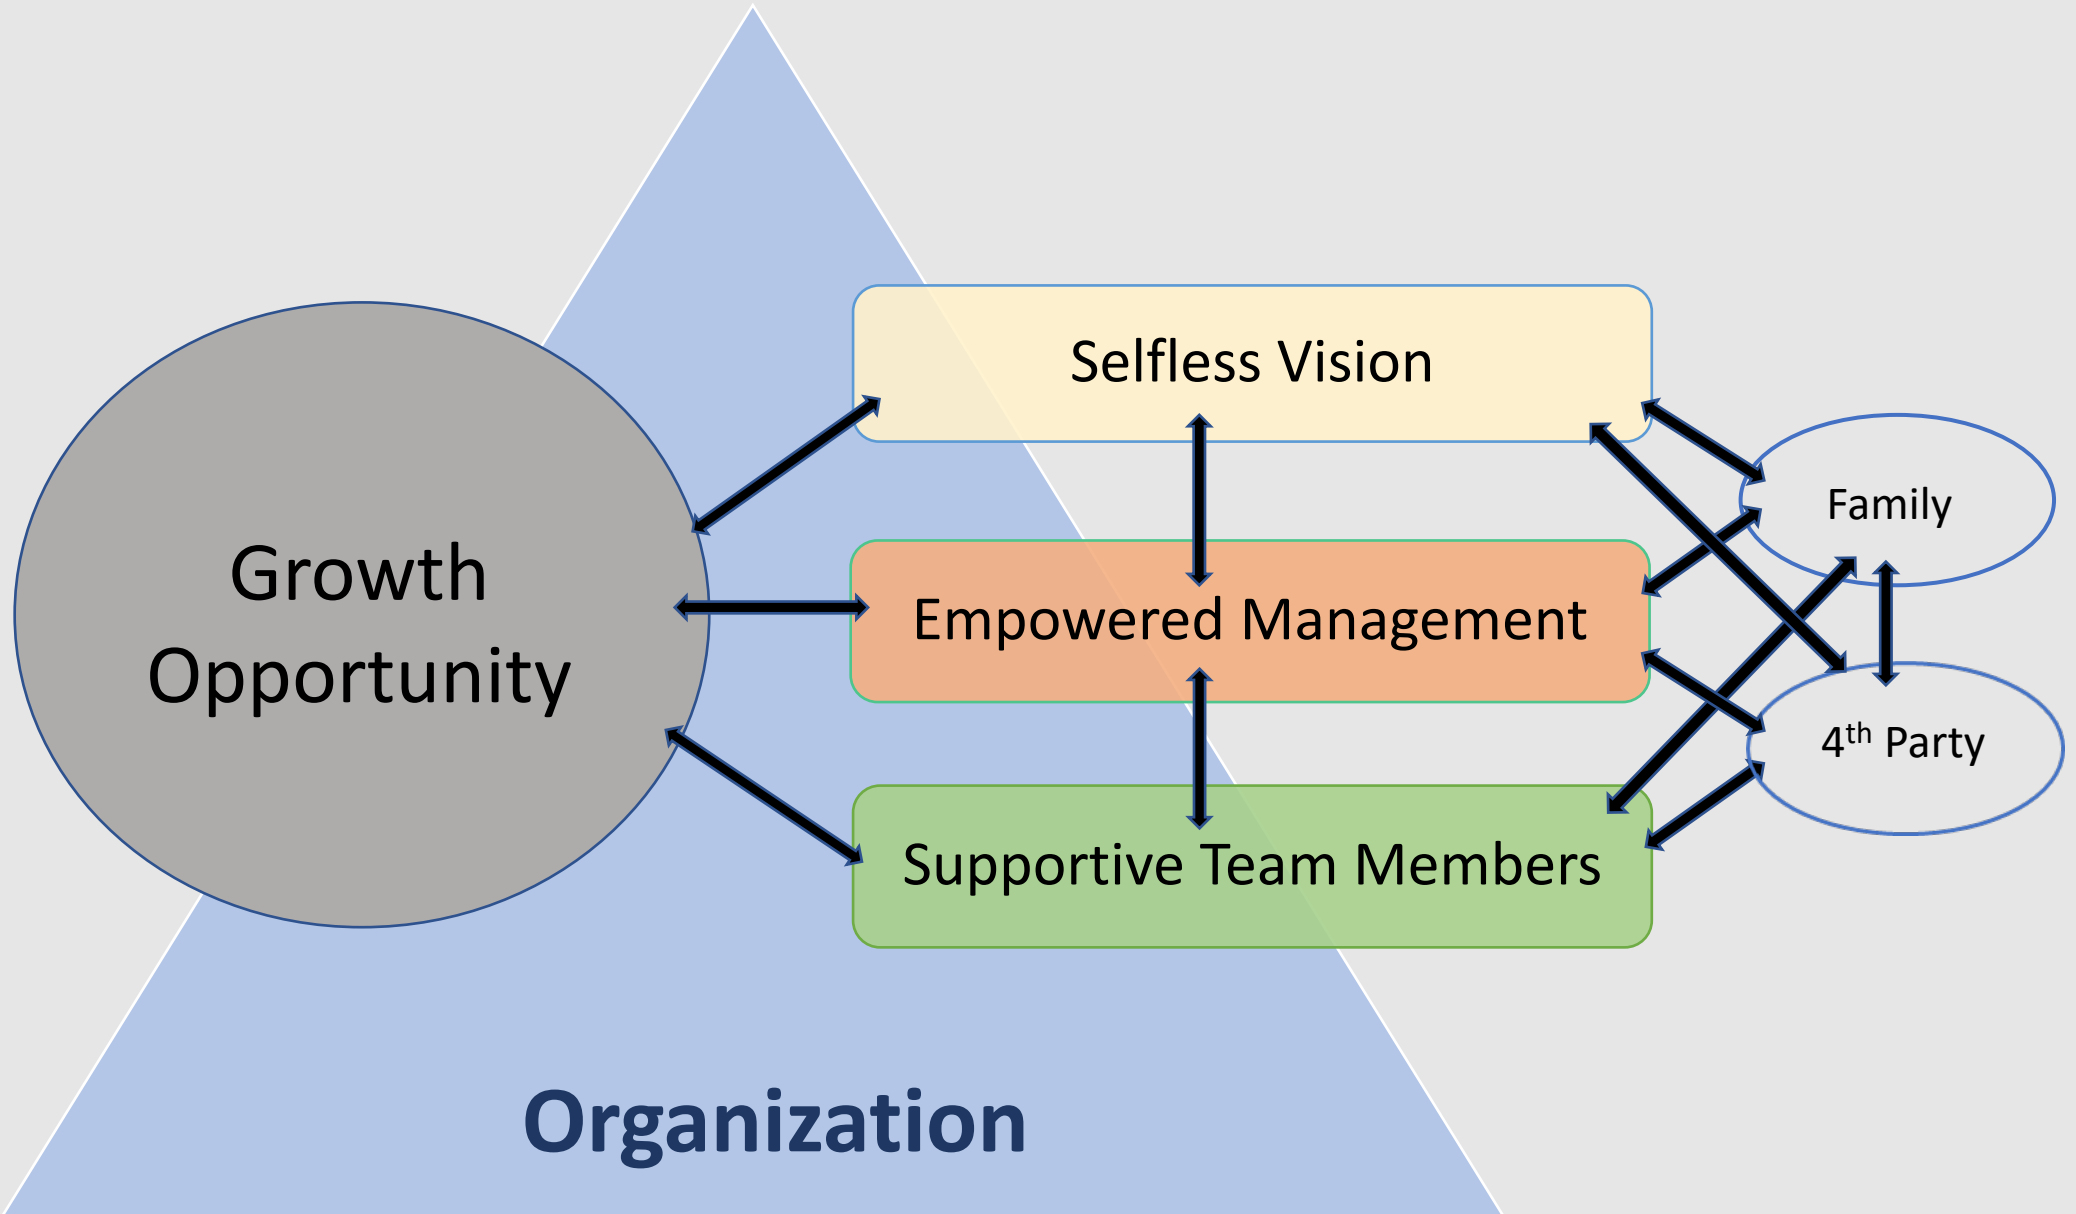 Selfless Vision
Growth
Opportunity
Empowered Management
Supportive Team Members
Family
4th Party
Organization